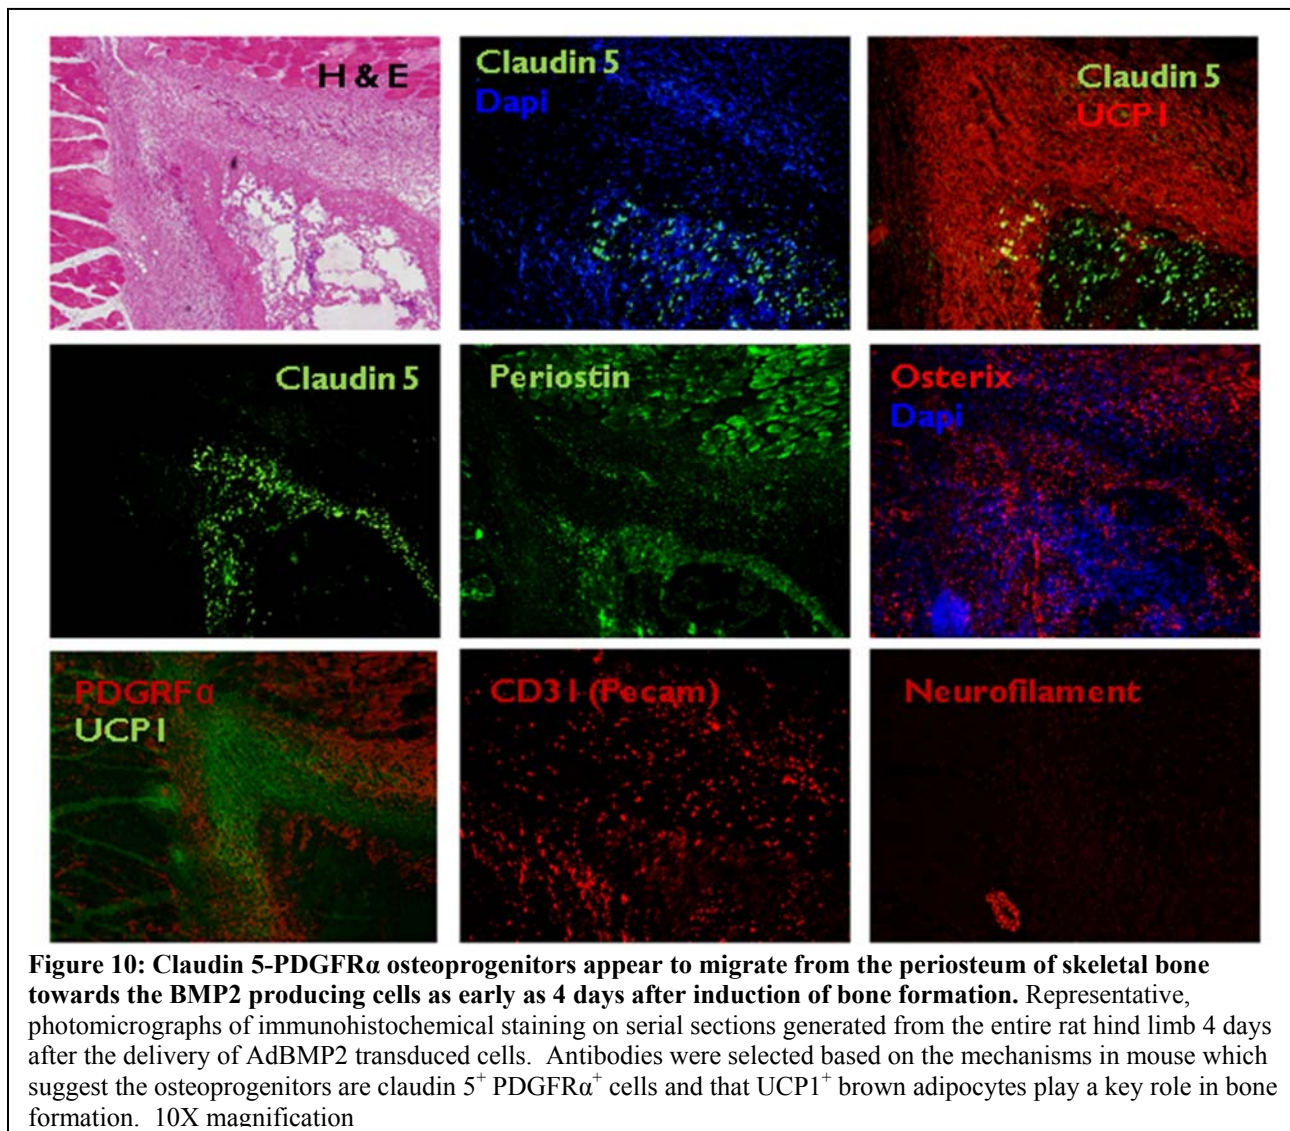 H & E
Claudin 5
Dapi
Claudin 5
UCP1
Claudin 5
Periostin
Osterix
Dapi
PDGRFα
UCP1
CD31 (Pecam)
Neurofilament
Figure 10: Claudin 5-PDGFRα osteoprogenitors appear to migrate from the periosteum of skeletal bone
towards the BMP2 producing cells as early as 4 days after induction of bone formation. Representative,
photomicrographs of immunohistochemical staining on serial sections generated from the entire rat hind limb 4 days
after the delivery of AdBMP2 transduced cells. Antibodies were selected based on the mechanisms in mouse which
suggest the osteoprogenitors are claudin 5⁺ PDGFRα⁺ cells and that UCP1⁺ brown adipocytes play a key role in bone
formation. 10X magnification